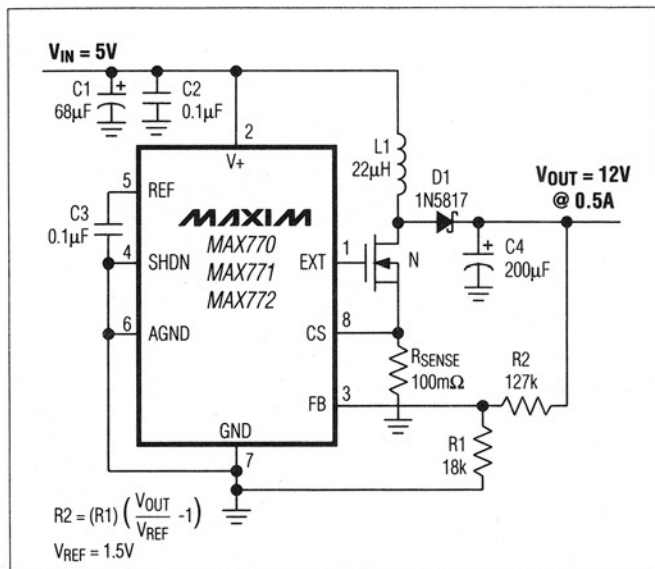 VIN = 5V
C1
68µF
C2
0.1µF
2
V+
L1
22µH
D1
1N5817
VOUT = 12V
@ 0.5A
5
REF
C3
0.1µF
MAXIM
MAX770
MAX771
MAX772
4
SHDN
EXT
1
N
C4
200µF
6
AGND
CS
8
RSENSE
100mΩ
R2
127k
FB
3
GND
7
R1
18k
R2 = (R1) (VOUT/VREF -1)
VREF = 1.5V